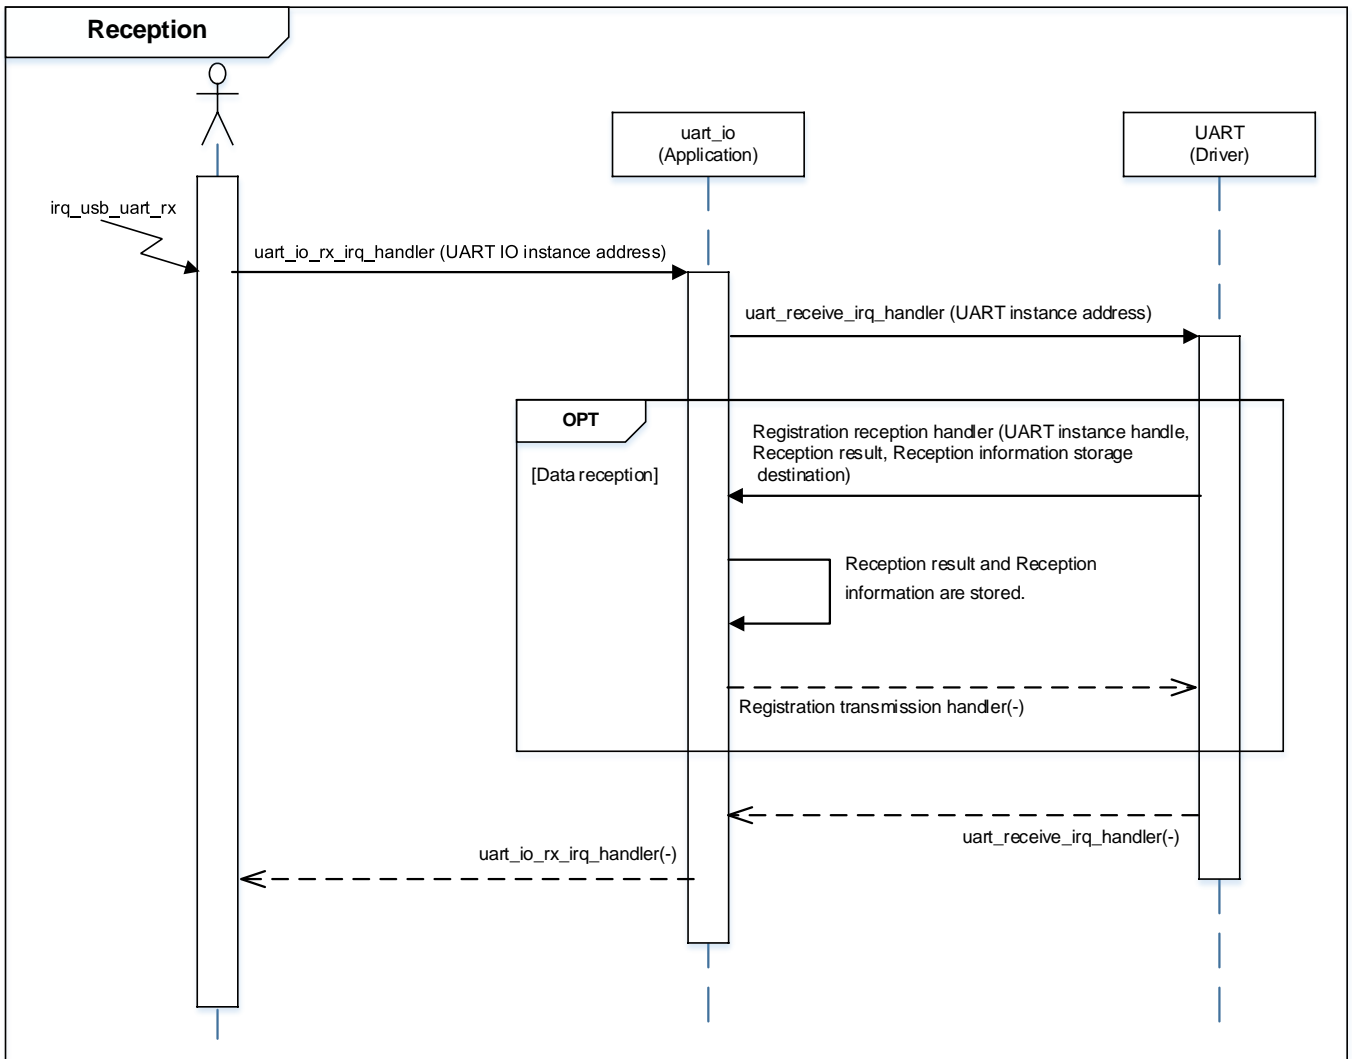 Reception
uart_io
(Application)
UART
(Driver)
irq_usb_uart_rx
uart_io_rx_irq_handler (UART IO instance address)
uart_receive_irq_handler (UART instance address)
OPT
[Data reception]
Registration reception handler (UART instance handle,
Reception result, Reception information storage
destination)
Reception result and Reception
information are stored.
Registration transmission handler(-)
uart_receive_irq_handler(-)
uart_io_rx_irq_handler(-)